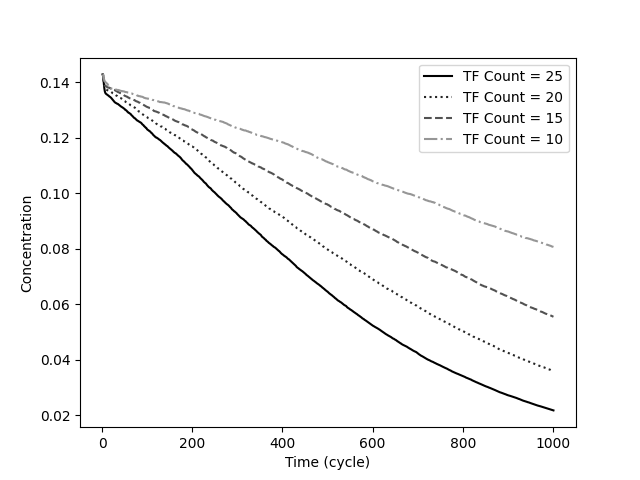 TF Count = 25
TF Count = 20
TF Count = 15
TF Count = 10
0.14
0.12
0.10
0.08
0.06
0.04
0.02
Concentration
0 200 400 600 800 1000
Time (cycle)